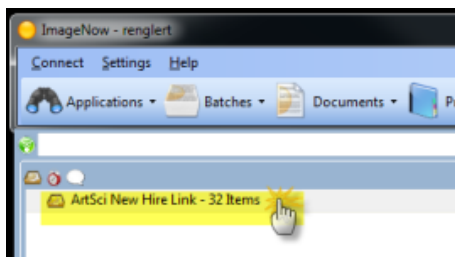 ImageNow - renglert
Connect Settings Help
Applications Batches Documents
ArtSci New Hire Link - 32 Items